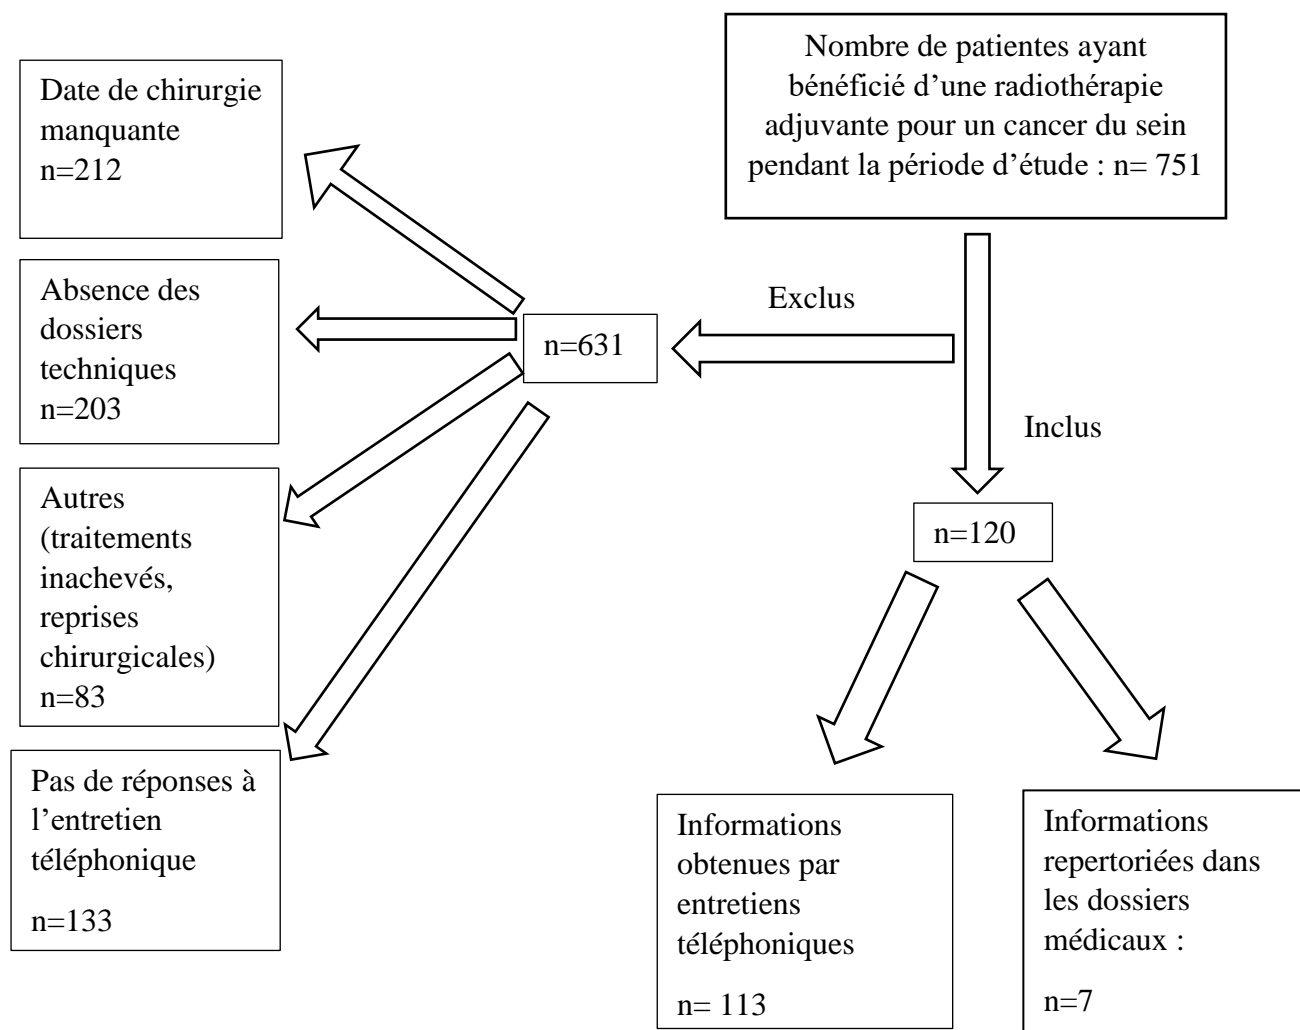 Nombre de patientes ayant
bénéficié d’une radiothérapie
adjuvante pour un cancer du sein
pendant la période d’étude : n= 751
Date de chirurgie
manquante
n=212
Absence des
dossiers
techniques
n=203
Exclus
n=631
Inclus
Autres
(traitements
inachevés,
reprises
chirurgicales)
n=83
n=120
Pas de réponses à
l’entretien
téléphonique
n=133
Informations
obtenues par
entretiens
téléphoniques
n= 113
Informations
repertoriées dans
les dossiers
médicaux :
n=7